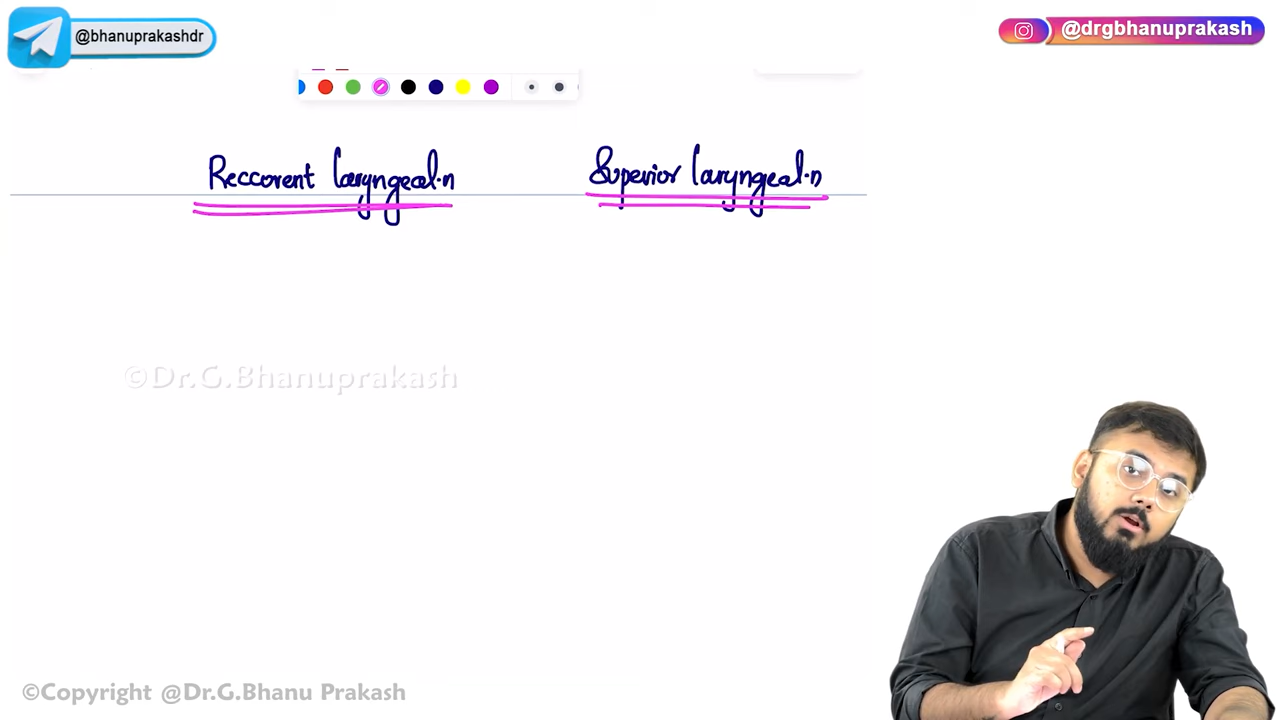 @bhanuprakashdr
@drgbhanuprakash
Reccorent laryngeal.n
Superior laryngeal.n
©Dr.G.Bhanuprakash
©Copyright @Dr.G.Bhanu Prakash